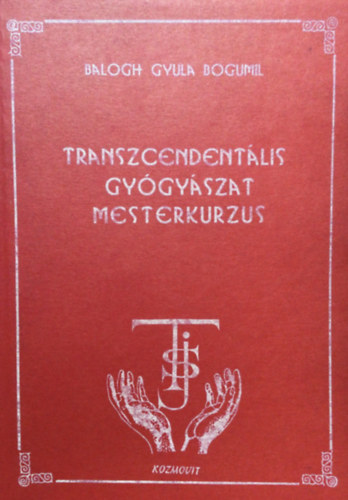 BALOGH GYULA BOGUMIL
TRANSZCENDENTÁLIS
GYÓGYÁSZAT
MESTERKURZUS
KOZMOVIT